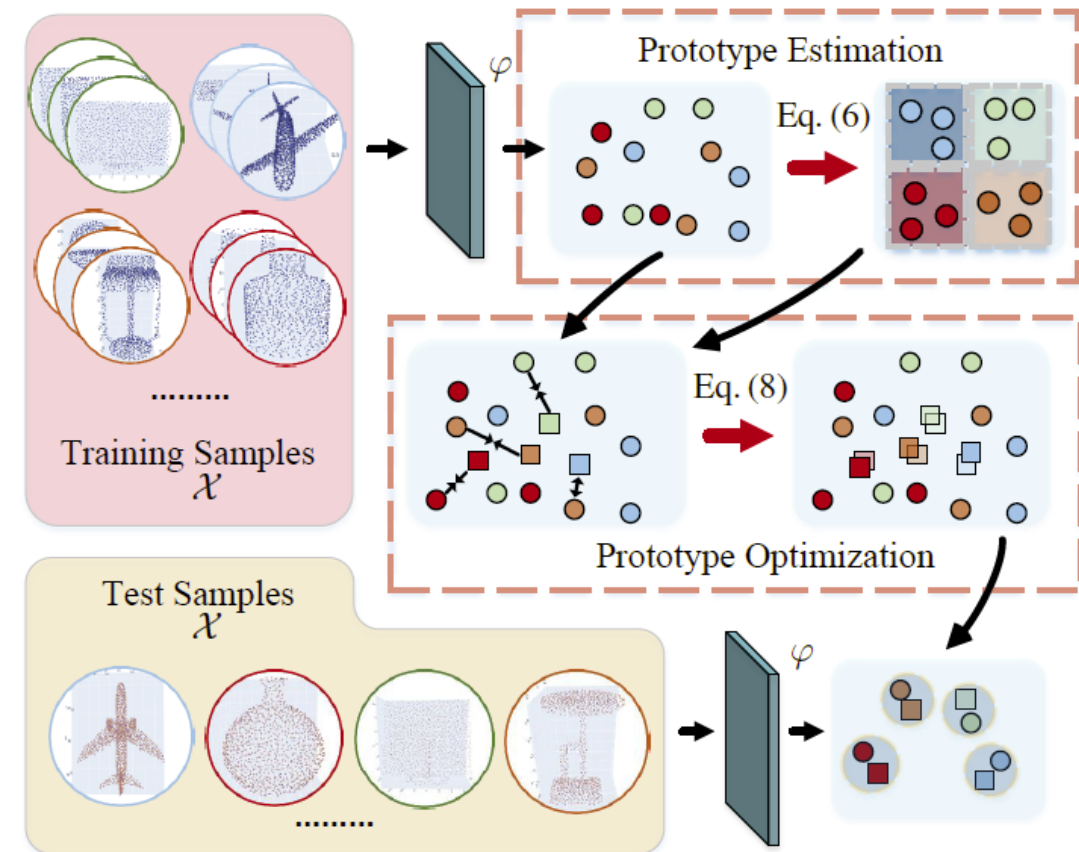 φ
Prototype Estimation
Eq. (6)
Training Samples
𝒳
Eq. (8)
Prototype Optimization
Test Samples
𝒳
φ